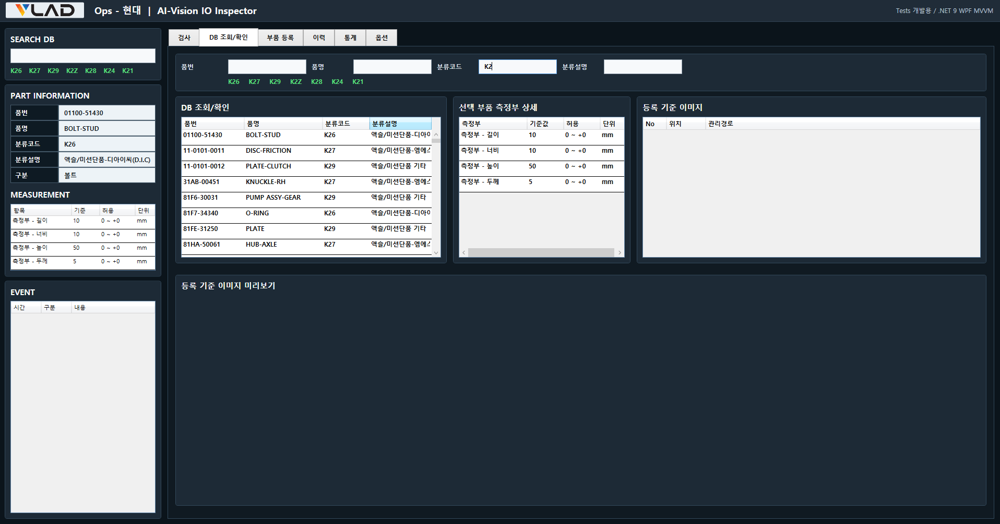 VLAD Ops - 현대 | AI-Vision IO Inspector
Tests 개발용 / .NET 9 WPF MVVM
SEARCH DB
K26 K27 K29 K2Z K28 K24 K21
PART INFORMATION
품번 01100-51430
품명 BOLT-STUD
분류코드 K26
분류설명 액슬/미션단품-디아이씨(D.I.C)
구분 볼트
MEASUREMENT
항목 기준 허용 단위
측정부 - 길이 10 0 ~ +0 mm
측정부 - 너비 10 0 ~ +0 mm
측정부 - 높이 50 0 ~ +0 mm
측정부 - 두께 5 0 ~ +0 mm
EVENT
시간 구분 내용
검사 DB 조회/확인 부품 등록 이력 통계 옵션
품번 품명 분류코드 K2 분류설명
K26 K27 K29 K2Z K28 K24 K21
DB 조회/확인
품번 품명 분류코드 분류설명
01100-51430 BOLT-STUD K26 액슬/미션단품-디아이
11-0101-0011 DISC-FRICTION K27 액슬/미션단품-엠에스
11-0101-0012 PLATE-CLUTCH K29 액슬/미션단품 기타
31AB-00451 KNUCKLE-RH K27 액슬/미션단품-엠에스
81F6-30031 PUMP ASSY-GEAR K29 액슬/미션단품 기타
81F7-34340 O-RING K26 액슬/미션단품-디아이
81FE-31250 PLATE K29 액슬/미션단품 기타
81HA-50061 HUB-AXLE K27 액슬/미션단품-엠에스
선택 부품 측정부 상세
측정부 기준값 허용 단위
측정부 - 길이 10 0 ~ +0 mm
측정부 - 너비 10 0 ~ +0 mm
측정부 - 높이 50 0 ~ +0 mm
측정부 - 두께 5 0 ~ +0 mm
등록 기준 이미지
No 위치 관리경로
등록 기준 이미지 미리보기